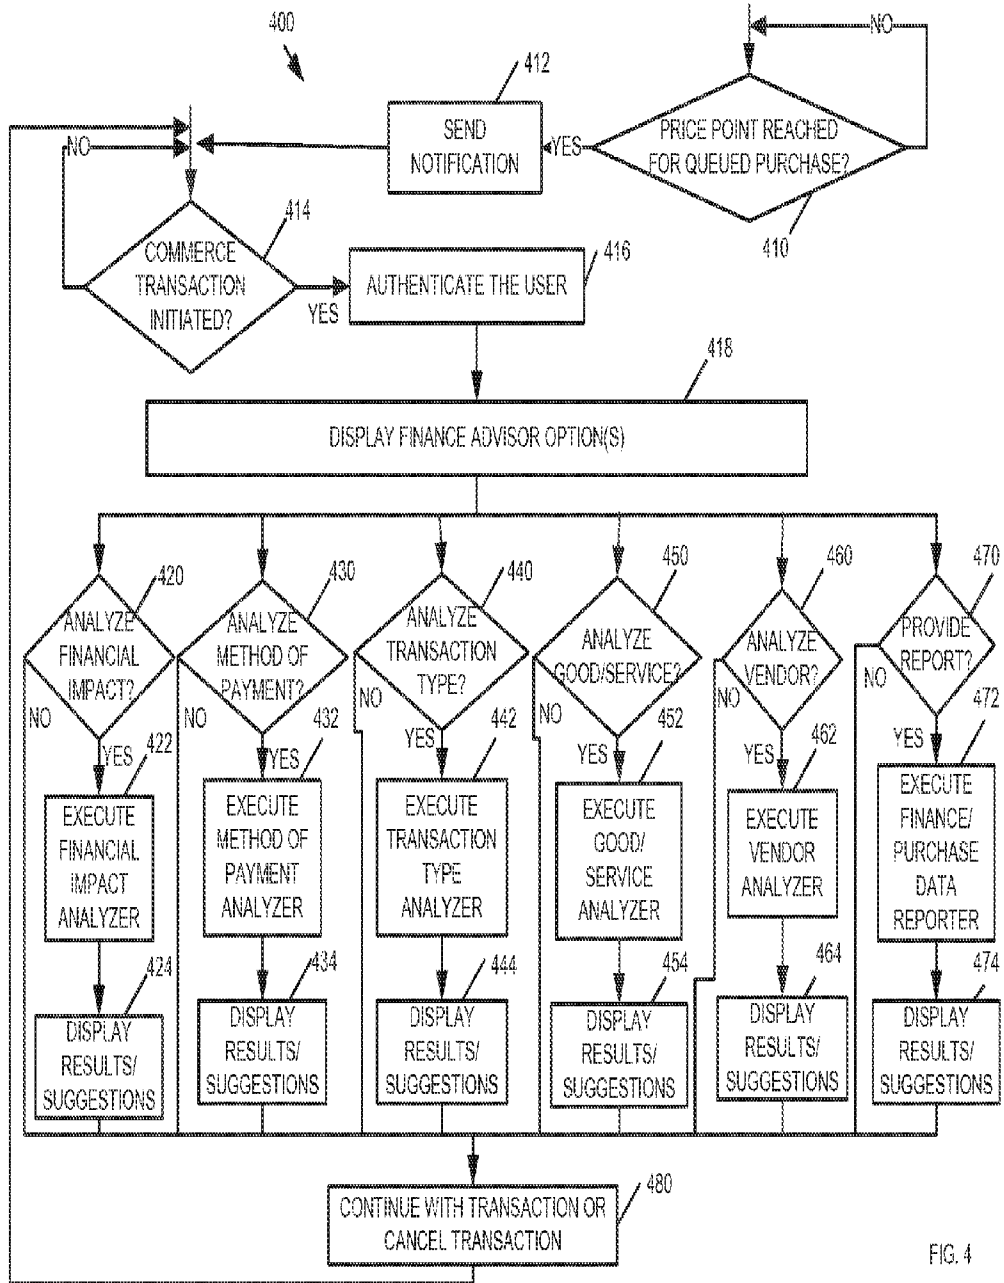 400
NO
412
SEND
NOTIFICATION
YES
PRICE POINT REACHED
FOR QUEUED PURCHASE?
410
NO
414
COMMERCE
TRANSACTION
INITIATED?
YES
416
AUTHENTICATE THE USER
418
DISPLAY FINANCE ADVISOR OPTION(S)
420
ANALYZE
FINANCIAL
IMPACT?
NO
YES
422
EXECUTE
FINANCIAL
IMPACT
ANALYZER
424
DISPLAY
RESULTS/
SUGGESTIONS
430
ANALYZE
METHOD OF
PAYMENT?
NO
YES
432
EXECUTE
METHOD OF
PAYMENT
ANALYZER
434
DISPLAY
RESULTS/
SUGGESTIONS
440
ANALYZE
TRANSACTION
TYPE?
NO
YES
442
EXECUTE
TRANSACTION
TYPE
ANALYZER
444
DISPLAY
RESULTS/
SUGGESTIONS
450
ANALYZE
GOOD/SERVICE?
NO
YES
452
EXECUTE
GOOD/
SERVICE
ANALYZER
454
DISPLAY
RESULTS/
SUGGESTIONS
460
ANALYZE
VENDOR?
NO
YES
462
EXECUTE
VENDOR
ANALYZER
464
DISPLAY
RESULTS/
SUGGESTIONS
470
PROVIDE
REPORT?
NO
YES
472
EXECUTE
FINANCE/
PURCHASE
DATA
REPORTER
474
DISPLAY
RESULTS/
SUGGESTIONS
480
CONTINUE WITH TRANSACTION OR
CANCEL TRANSACTION
FIG. 4